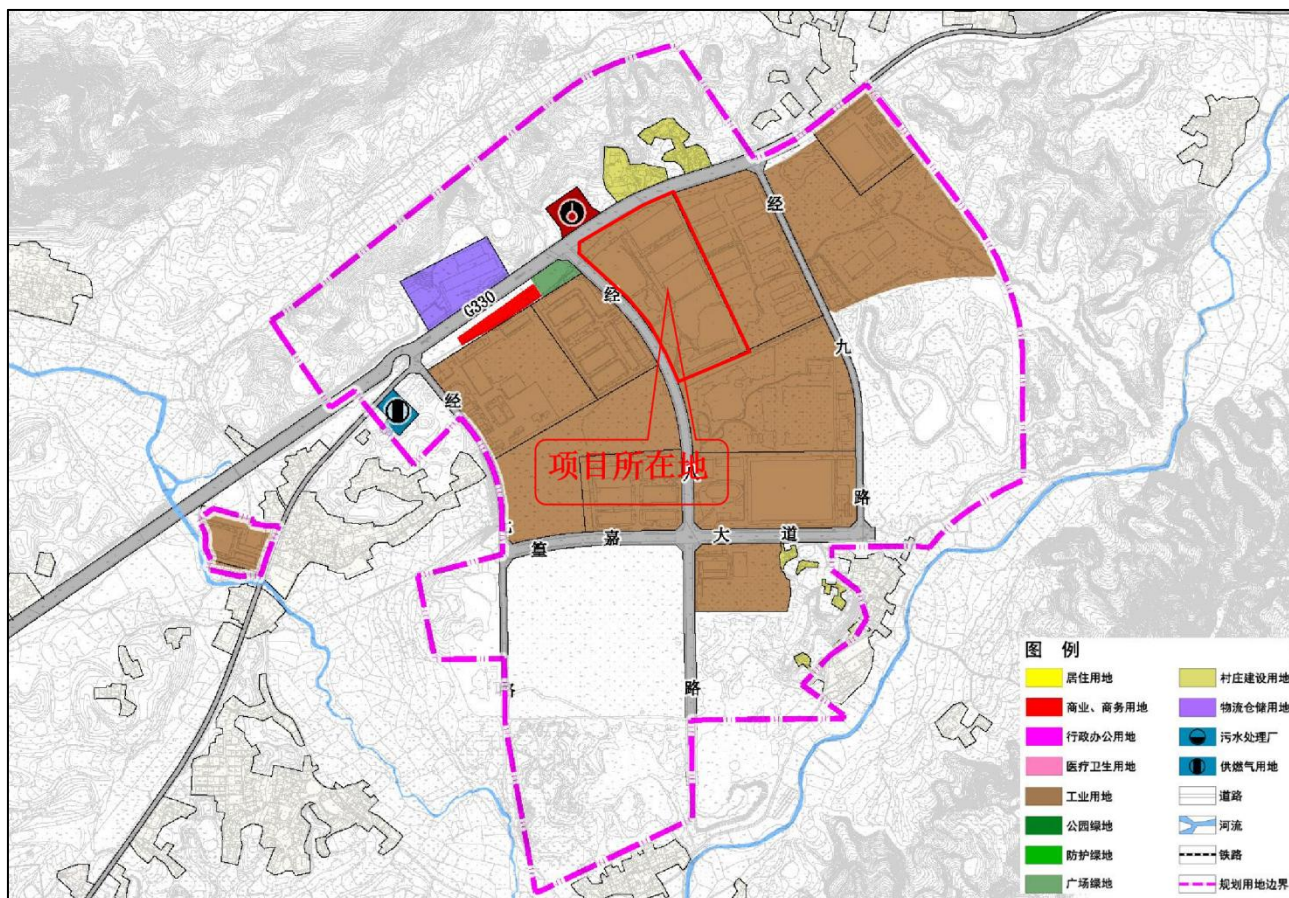 G330
经
九
路
经
八
路
经
七
路
篁
嘉
大
道
项目所在地
图 例
居住用地
村庄建设用地
商业、商务用地
物流仓储用地
行政办公用地
污水处理厂
医疗卫生用地
供燃气用地
工业用地
道路
公园绿地
河流
防护绿地
铁路
广场绿地
规划用地边界